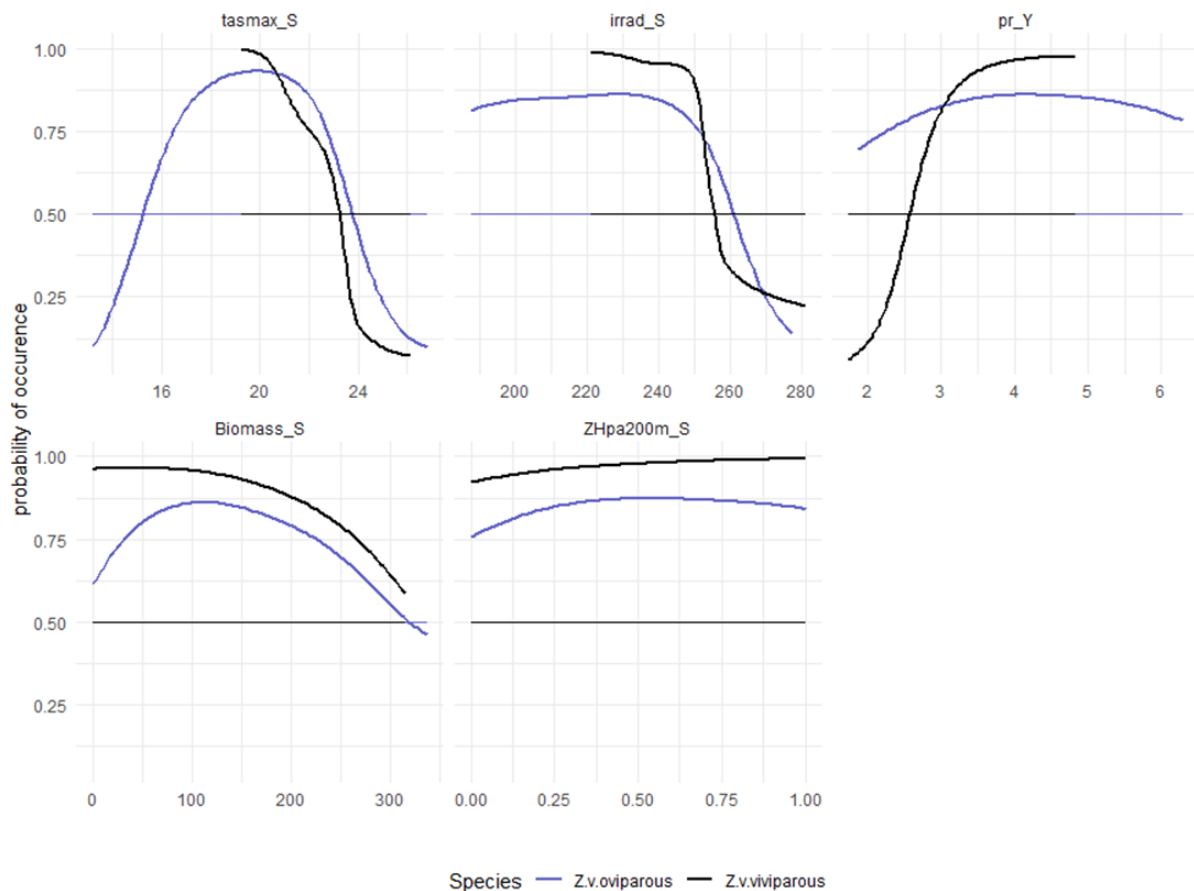 tasmax_S irrad_S pr_Y
1.00
0.75
0.50
0.25
16 20 24 200 220 240 260 280 2 3 4 5 6
probability of occurence
Biomass_S ZHpa200m_S
1.00
0.75
0.50
0.25
0 100 200 300 0.00 0.25 0.50 0.75 1.00
Species Z.v.oviparous Z.v.viviparous